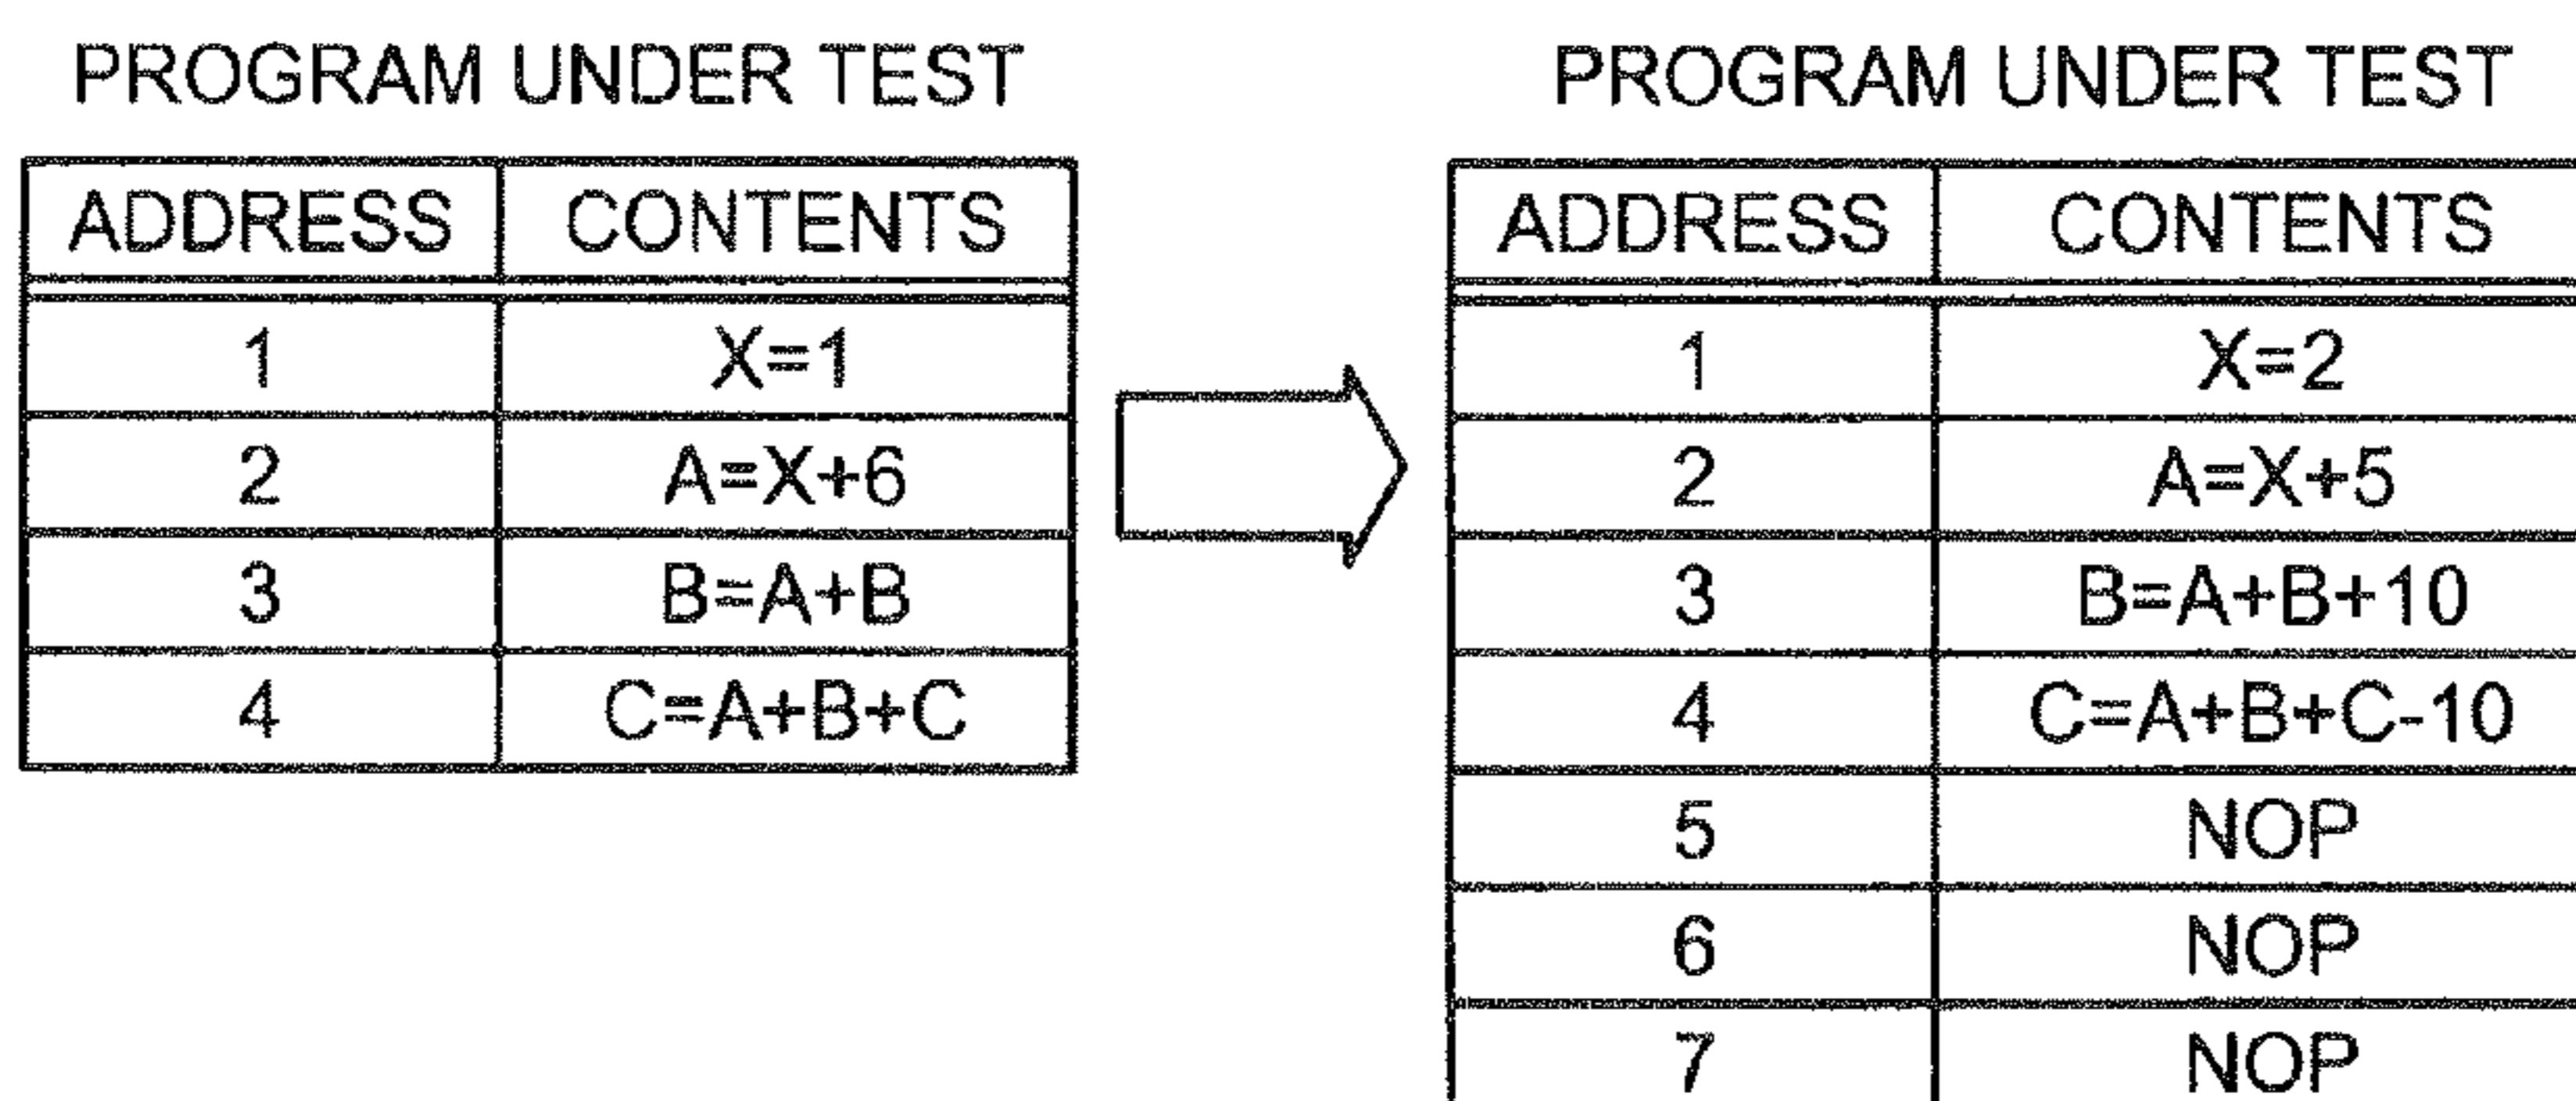 PROGRAM UNDER TEST
ADDRESS CONTENTS
1 X=1
2 A=X+6
3 B=A+B
4 C=A+B+C
PROGRAM UNDER TEST
ADDRESS CONTENTS
1 X=2
2 A=X+5
3 B=A+B+10
4 C=A+B+C-10
5 NOP
6 NOP
7 NOP